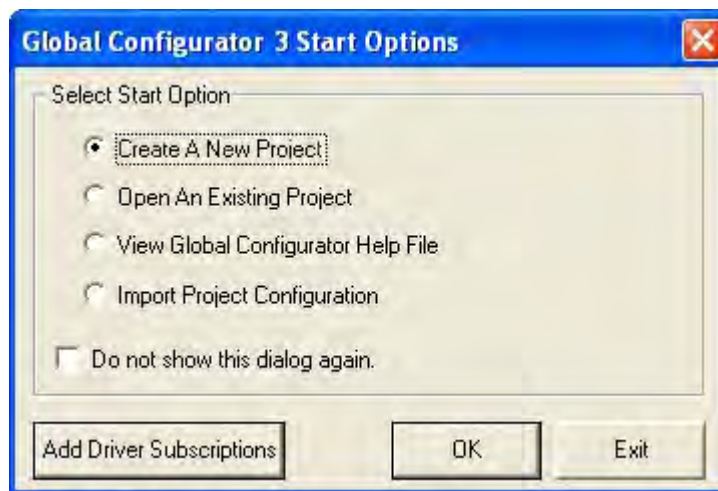 Global Configurator 3 Start Options
Select Start Option
Create A New Project
Open An Existing Project
View Global Configurator Help File
Import Project Configuration
Do not show this dialog again.
Add Driver Subscriptions OK Exit